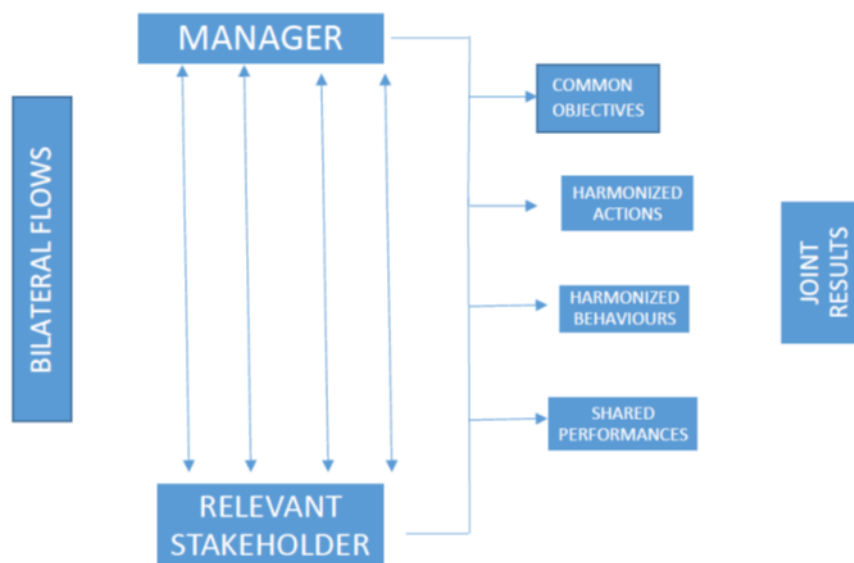 MANAGER
BILATERAL FLOWS
COMMON
OBJECTIVES
HARMONIZED
ACTIONS
HARMONIZED
BEHAVIOURS
SHARED
PERFORMANCES
JOINT
RESULTS
RELEVANT
STAKEHOLDER